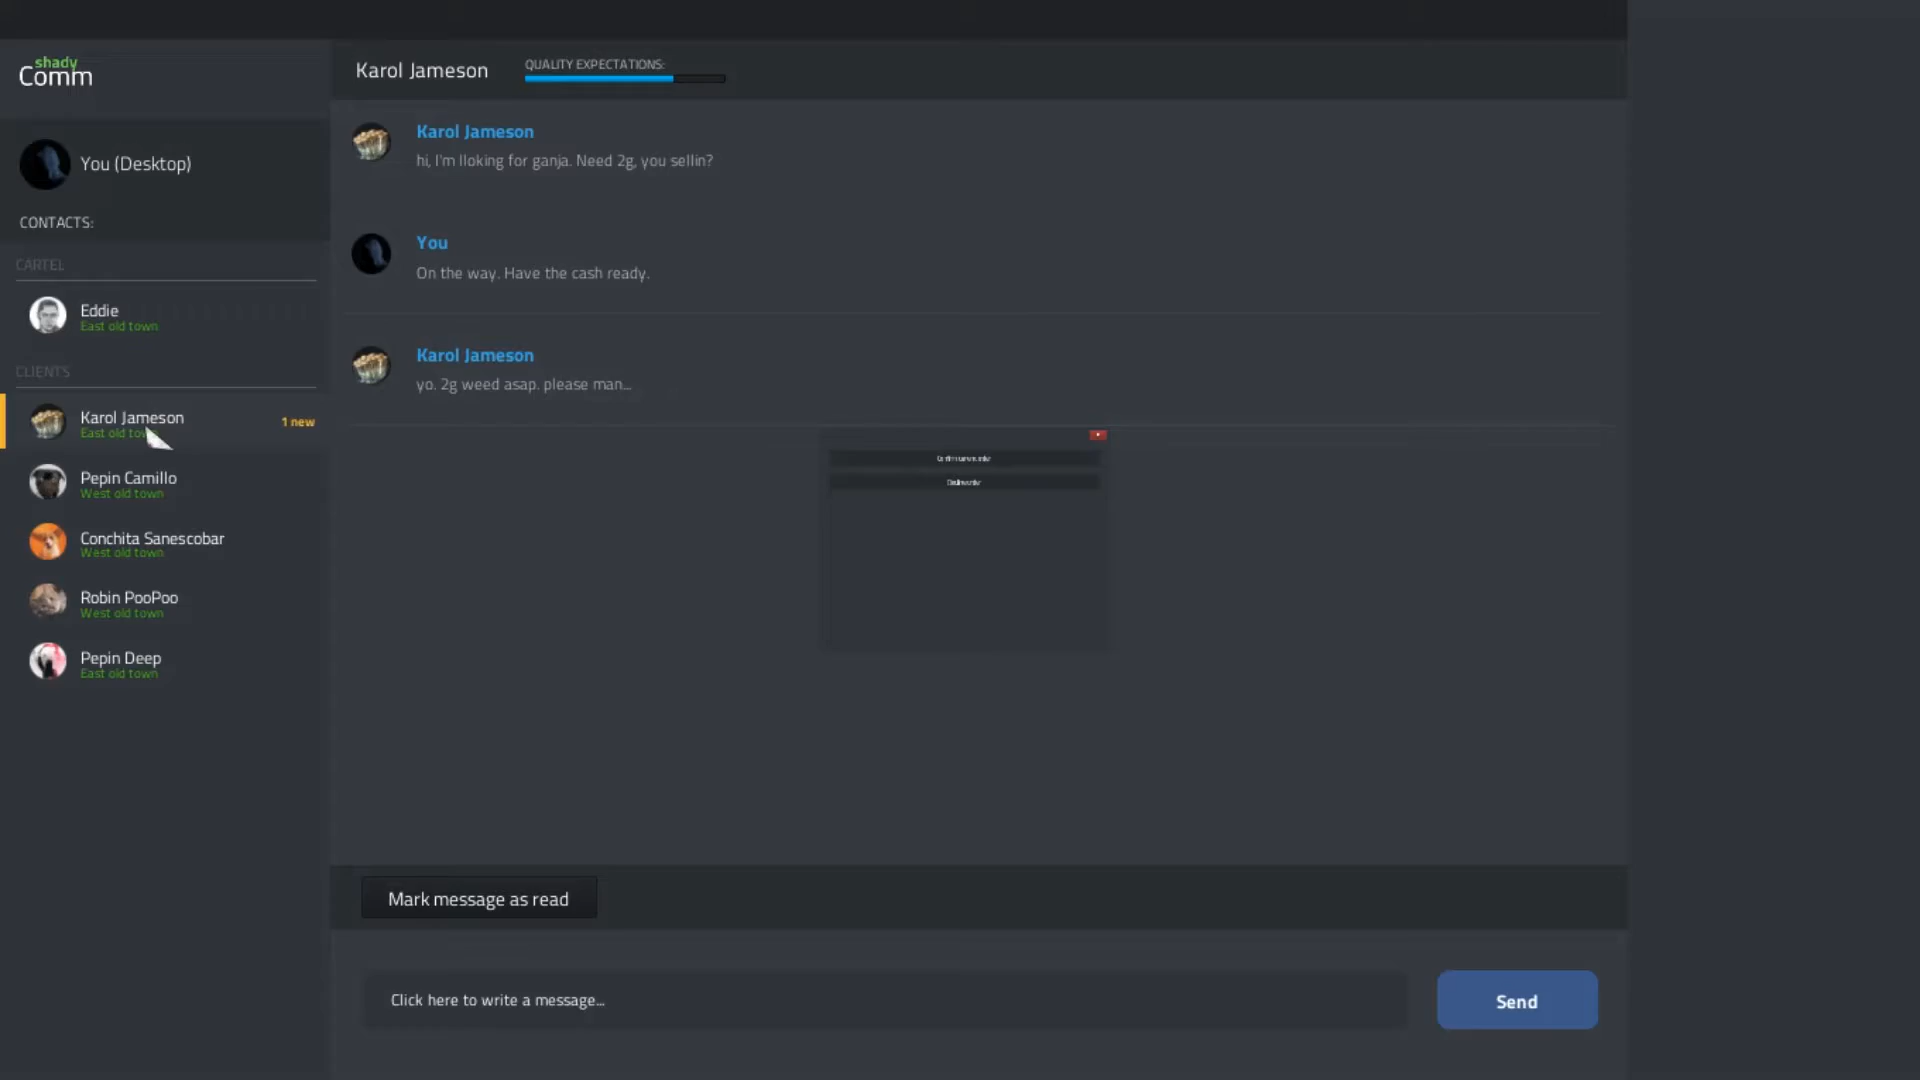 shady
Comm
You (Desktop)
CONTACTS:
CARTEL
Eddie
East old town
CLIENTS
Karol Jameson
East old town
1 new
Pepin Camillo
West old town
Conchita Sanescobar
West old town
Robin PooPoo
West old town
Pepin Deep
East old town
Karol Jameson
QUALITY EXPECTATIONS:
Karol Jameson
hi, I'm lloking for ganja. Need 2g, you sellin?
You
On the way. Have the cash ready.
Karol Jameson
yo. 2g weed asap. please man...
Mark message as read
Click here to write a message...
Send